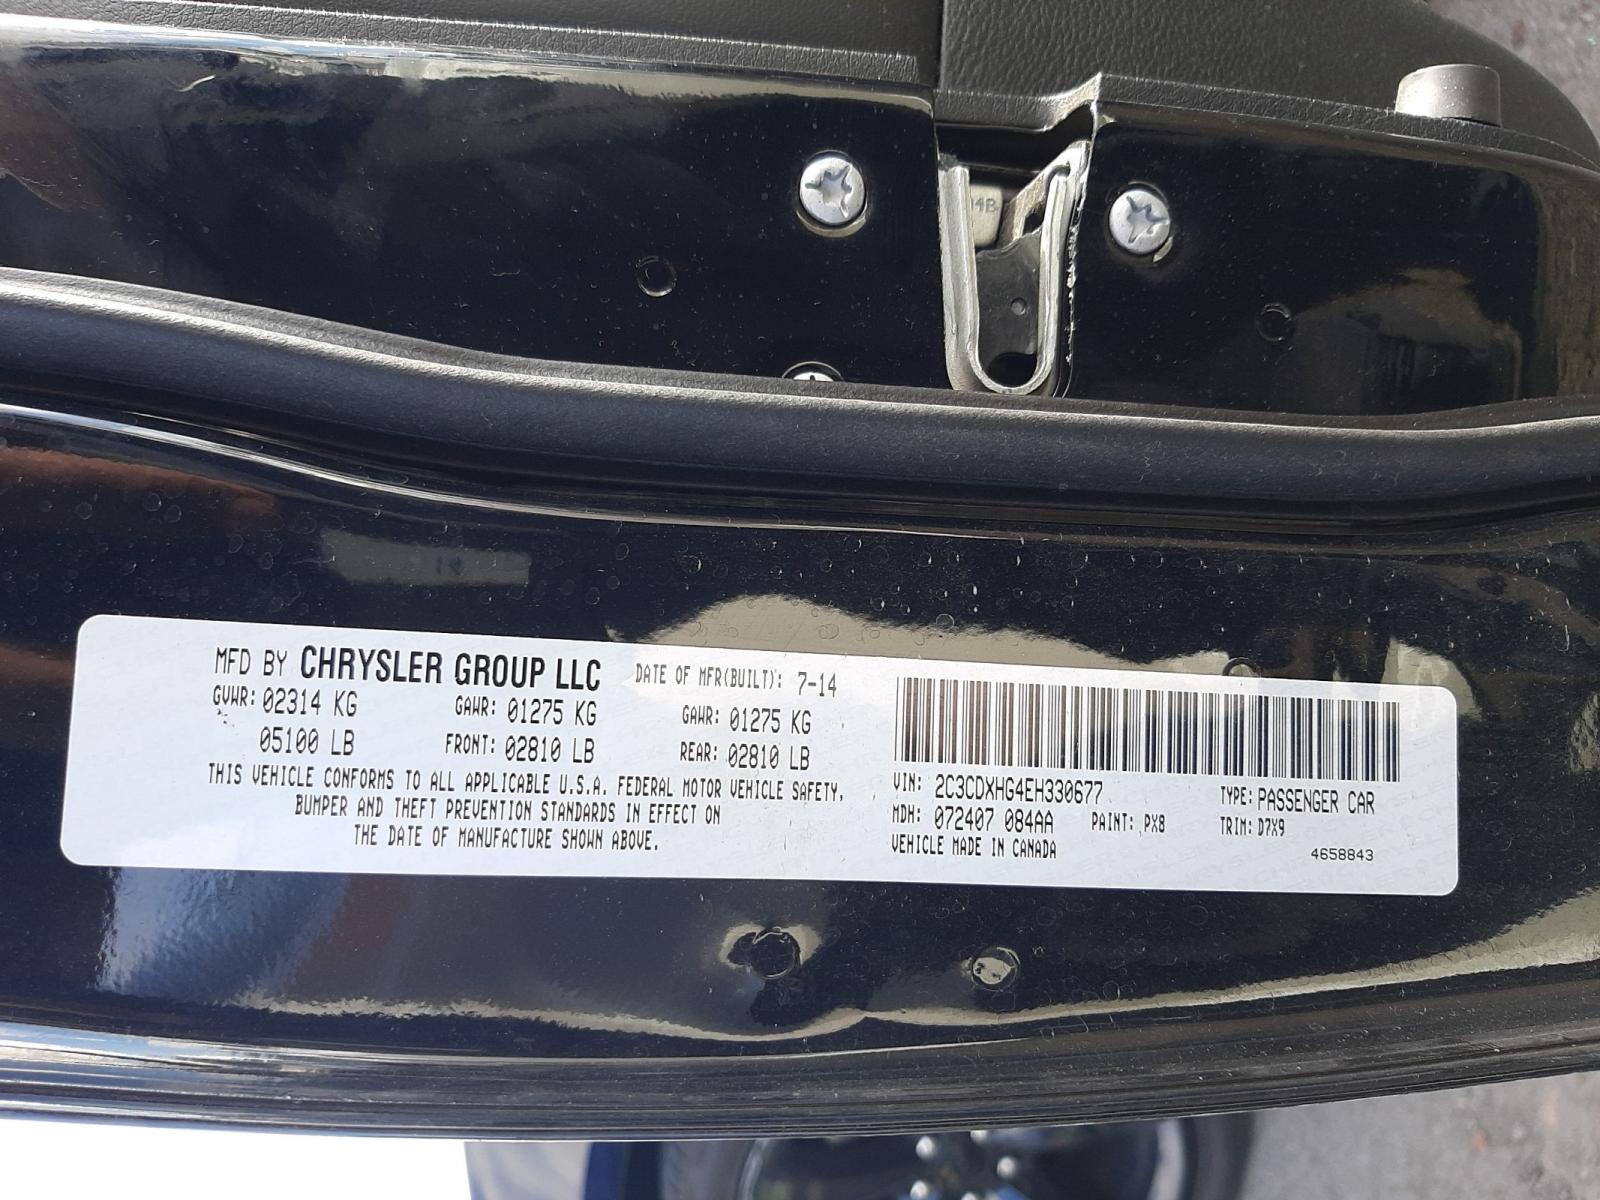 04B
MFD BY CHRYSLER GROUP LLC DATE OF MFR(BUILT): 7-14
GVWR: 02314 KG GAWR: 01275 KG GAWR: 01275 KG
05100 LB FRONT: 02810 LB REAR: 02810 LB
THIS VEHICLE CONFORMS TO ALL APPLICABLE U.S.A. FEDERAL MOTOR VEHICLE SAFETY,
BUMPER AND THEFT PREVENTION STANDARDS IN EFFECT ON
THE DATE OF MANUFACTURE SHOWN ABOVE.
VIN: 2C3CDXHG4EH330677 TYPE: PASSENGER CAR
MDH: 072407 084AA PAINT: PX8 TRIM: D7X9
VEHICLE MADE IN CANADA 4658843